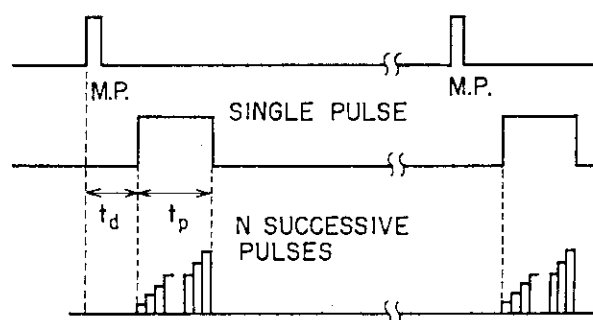 M.P.
M.P.
SINGLE PULSE
td
tp
N SUCCESSIVE
PULSES